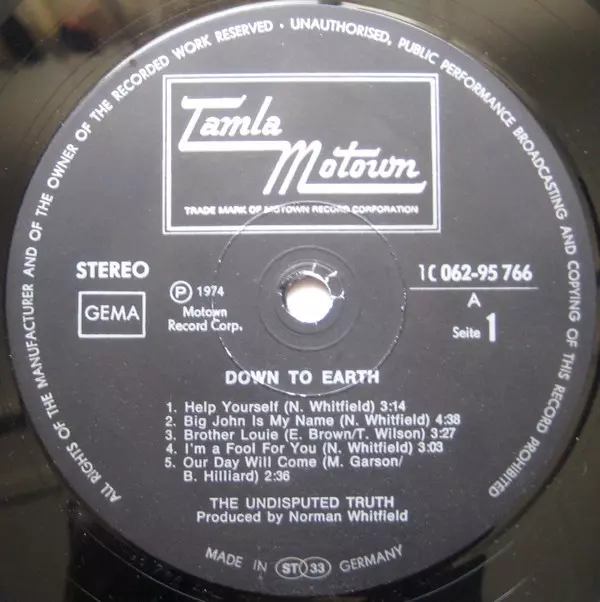 ALL RIGHTS OF THE MANUFACTURER AND OF THE OWNER OF THE RECORDED WORK RESERVED · UNAUTHORISED, PUBLIC PERFORMANCE BROADCASTING AND COPYING OF THIS RECORD PROHIBITED
Tamla
Motown
TRADE MARK OF MOTOWN RECORD CORPORATION
STEREO
GEMA
Ⓟ 1974
Motown
Record Corp.
1C 062-95 766
A
Seite 1
DOWN TO EARTH
1. Help Yourself (N. Whitfield) 3:14
2. Big John Is My Name (N. Whitfield) 4:38
3. Brother Louie (E. Brown/T. Wilson) 3:27
4. I'm a Fool For You (N. Whitfield) 3:03
5. Our Day Will Come (M. Garson/
B. Hilliard) 2:36
THE UNDISPUTED TRUTH
Produced by Norman Whitfield
MADE IN ST 33 GERMANY